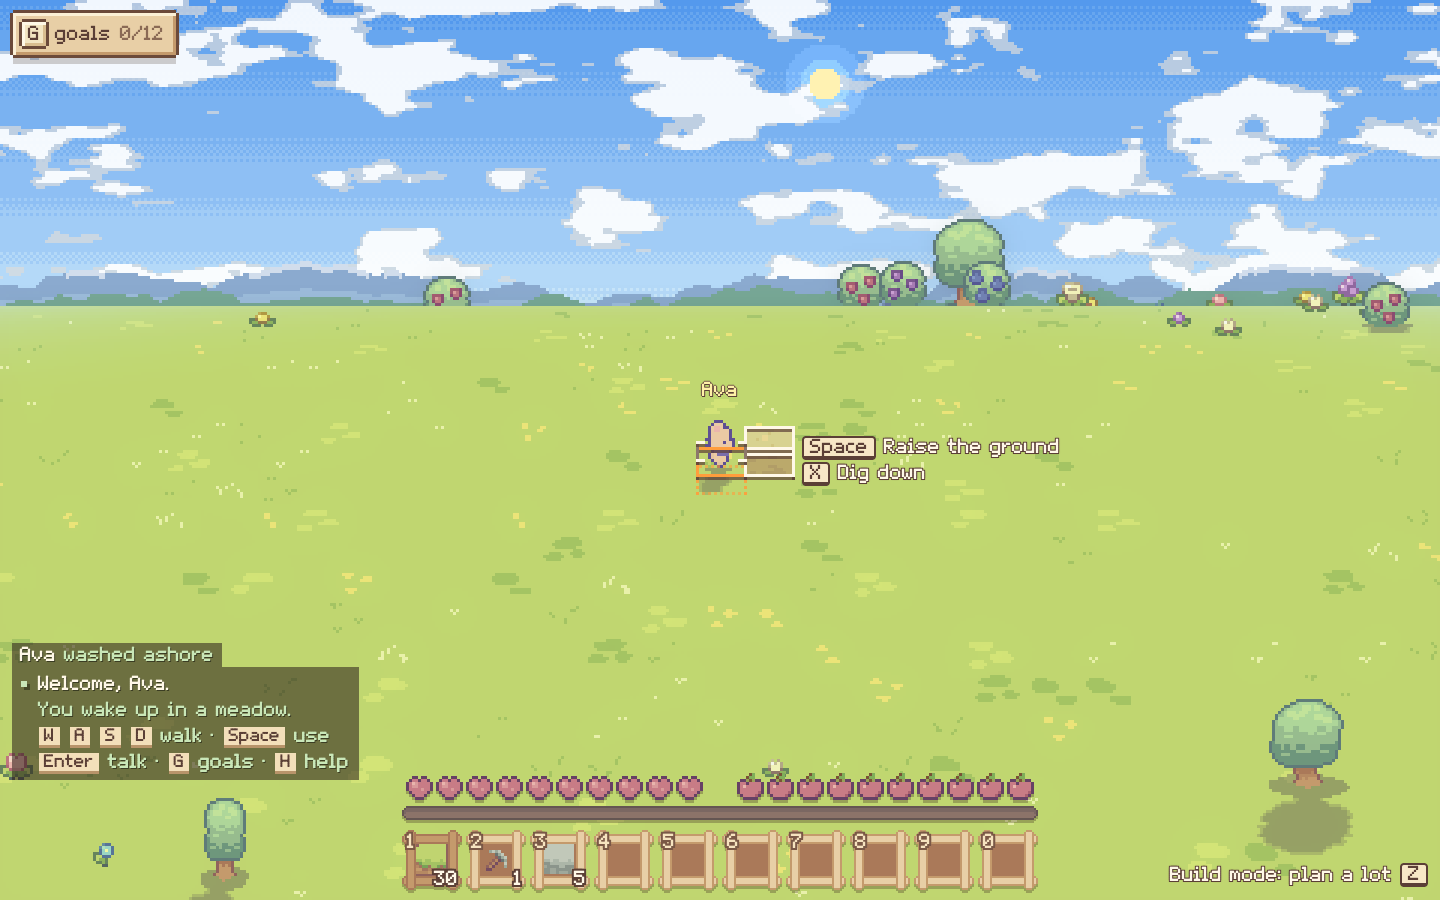 G goals 0/12
Ava
Space Raise the ground
X Dig down
Ava washed ashore
Welcome, Ava.
You wake up in a meadow.
W A S D walk · Space use
Enter talk · G goals · H help
1 2 3 4 5 6 7 8 9 0
30 1 5
Build mode: plan a lot Z